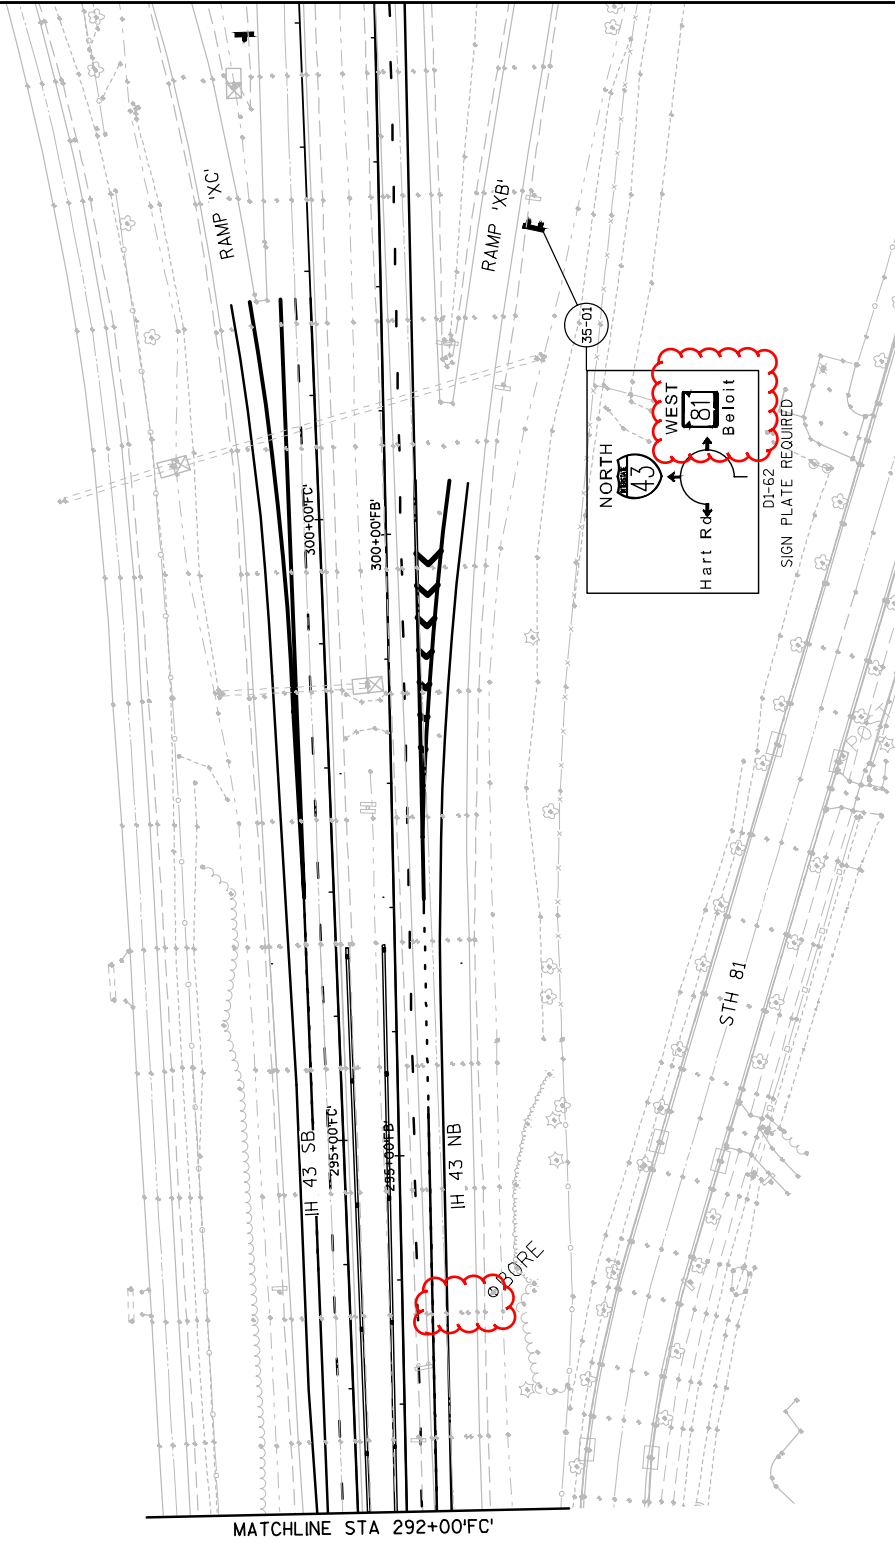 RAMP 'XC'
RAMP 'XB'
35-01
NORTH
INTERSTATE
43
WEST
81
Beloit
Hart Rd
D1-62
SIGN PLATE REQUIRED
300+00'FC'
300+00'FB'
STH 81
IH 43 SB
295+00'FC'
295+00'FB'
IH 43 NB
BORE
MATCHLINE STA 292+00'FC'